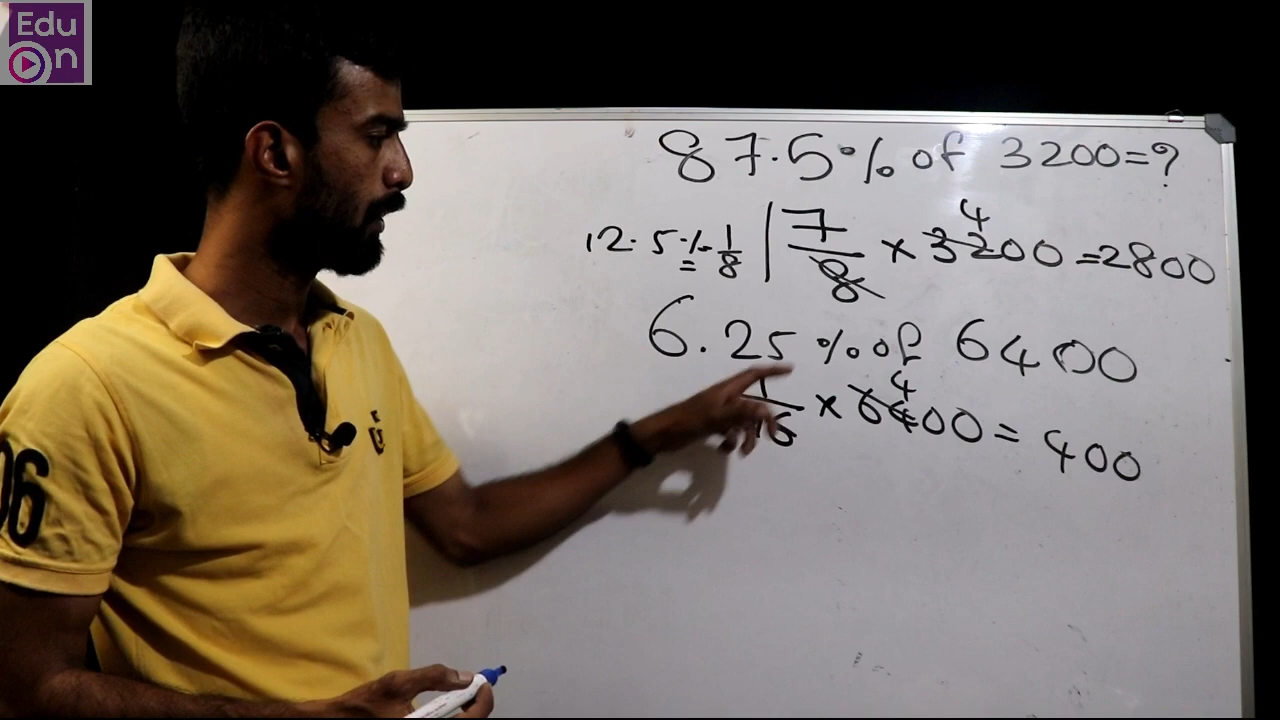 Edu
On
87.5% of 3200=?
12.5% = 1/8 | 7/8 × 3200 = 2800
4
6.25% of 6400
1/16 × 6400 = 400
4
06